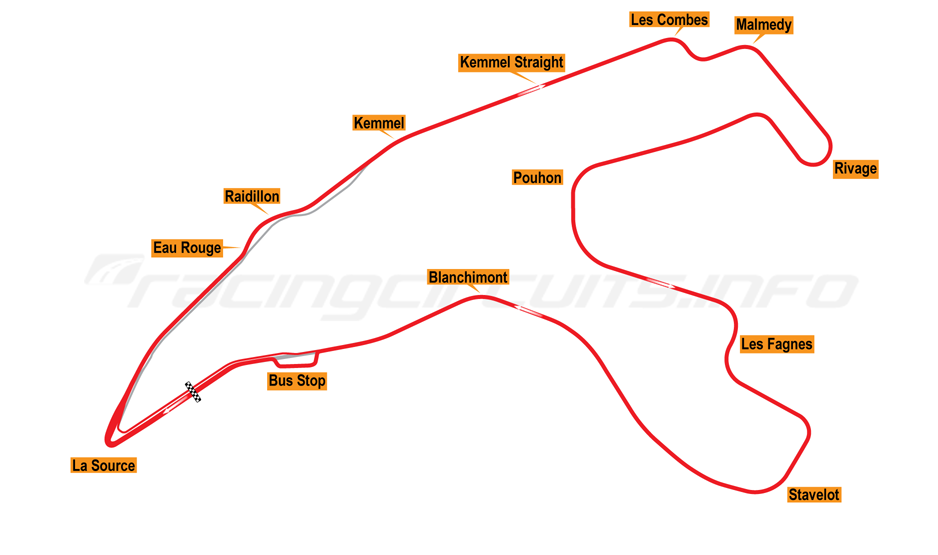 Les Combes
Malmedy
Kemmel Straight
Kemmel
Rivage
Pouhon
Raidillon
Eau Rouge
Blanchimont
racingcircuits.info
Les Fagnes
Bus Stop
La Source
Stavelot